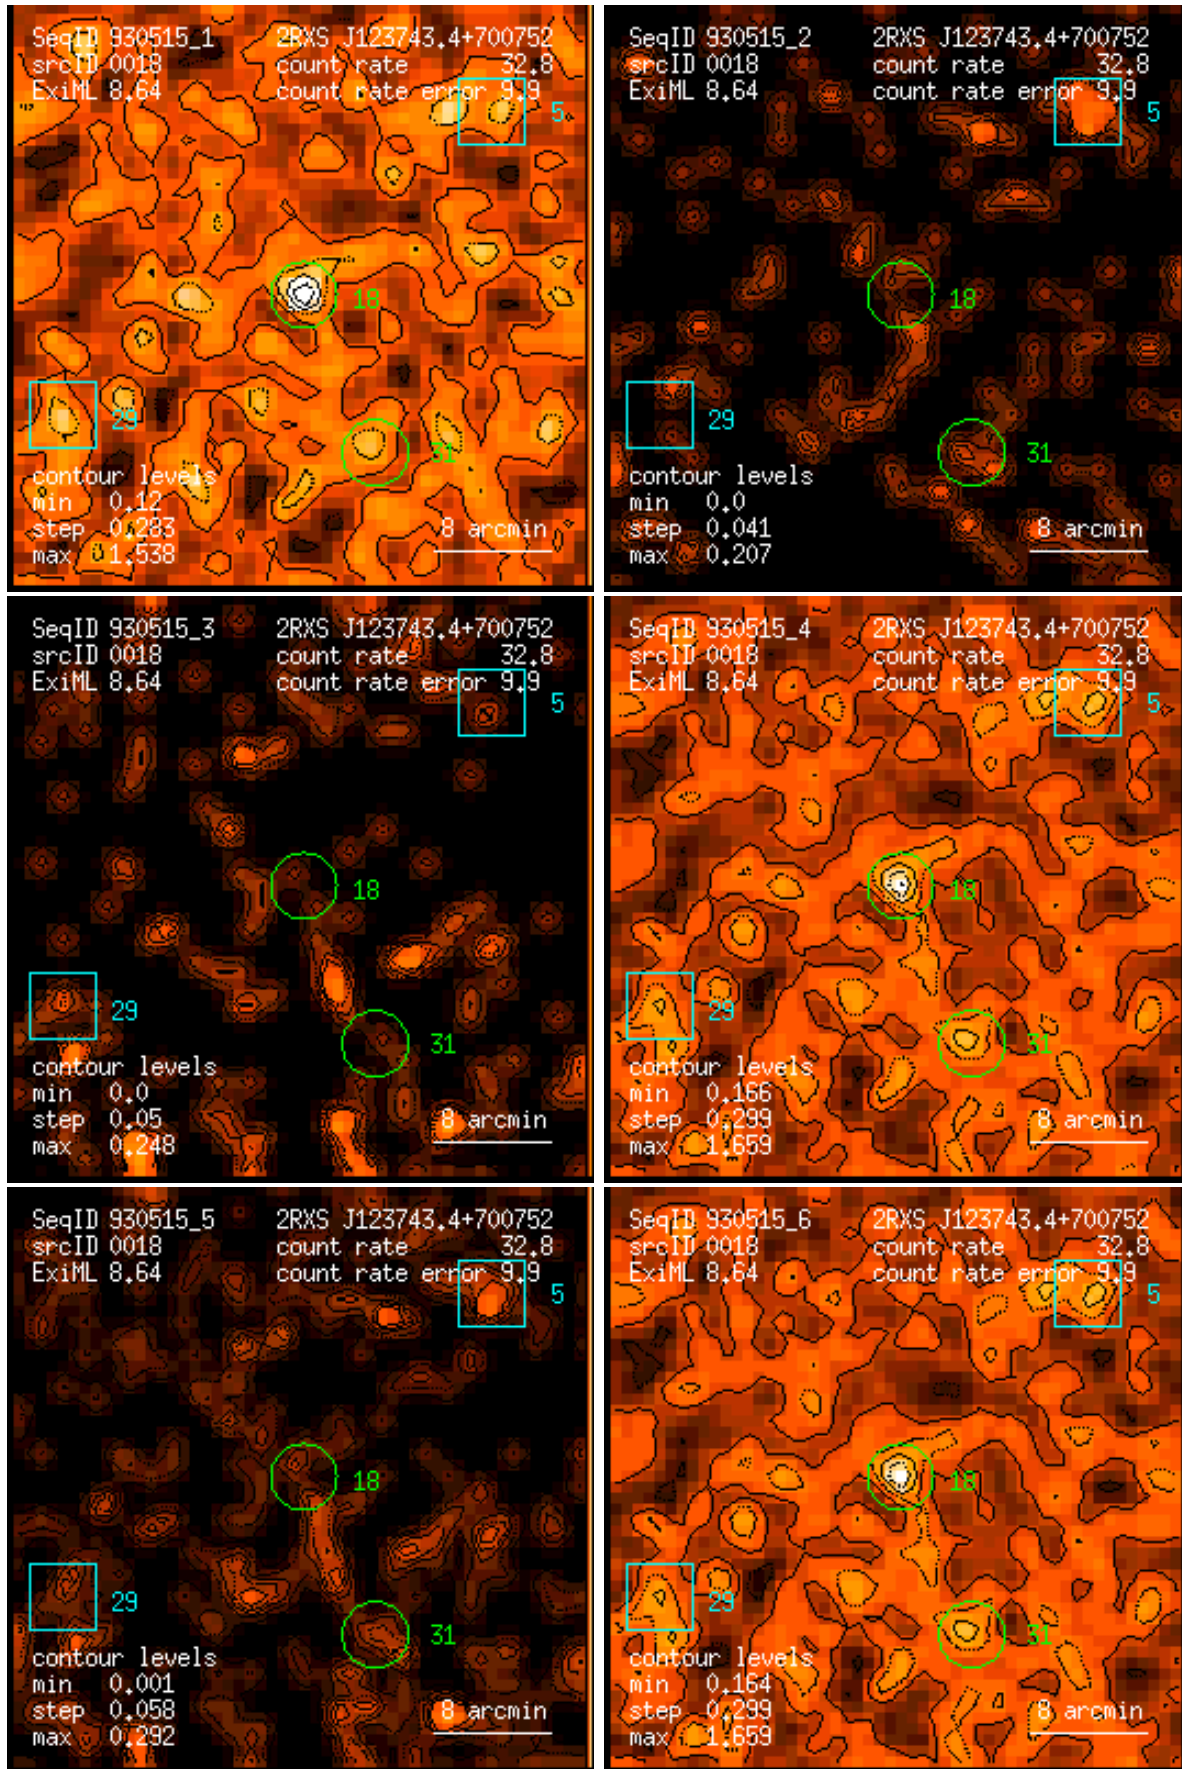 SeqID 930515_1 2RXS J123743.4+700752
srcID 0018 count rate 32.8
ExiML 8.64 count rate error 9.9
5
18
29
31
contour levels
min 0.12
step 0.283
max 1.538
8 arcmin
SeqID 930515_2 2RXS J123743.4+700752
srcID 0018 count rate 32.8
ExiML 8.64 count rate error 9.9
5
18
29
31
contour levels
min 0.0
step 0.041
max 0.207
8 arcmin
SeqID 930515_3 2RXS J123743.4+700752
srcID 0018 count rate 32.8
ExiML 8.64 count rate error 9.9
5
18
29
31
contour levels
min 0.0
step 0.05
max 0.248
8 arcmin
SeqID 930515_4 2RXS J123743.4+700752
srcID 0018 count rate 32.8
ExiML 8.64 count rate error 9.9
5
18
29
31
contour levels
min 0.166
step 0.299
max 1.659
8 arcmin
SeqID 930515_5 2RXS J123743.4+700752
srcID 0018 count rate 32.8
ExiML 8.64 count rate error 9.9
5
18
29
31
contour levels
min 0.001
step 0.058
max 0.292
8 arcmin
SeqID 930515_6 2RXS J123743.4+700752
srcID 0018 count rate 32.8
ExiML 8.64 count rate error 9.9
5
18
29
31
contour levels
min 0.164
step 0.299
max 1.659
8 arcmin